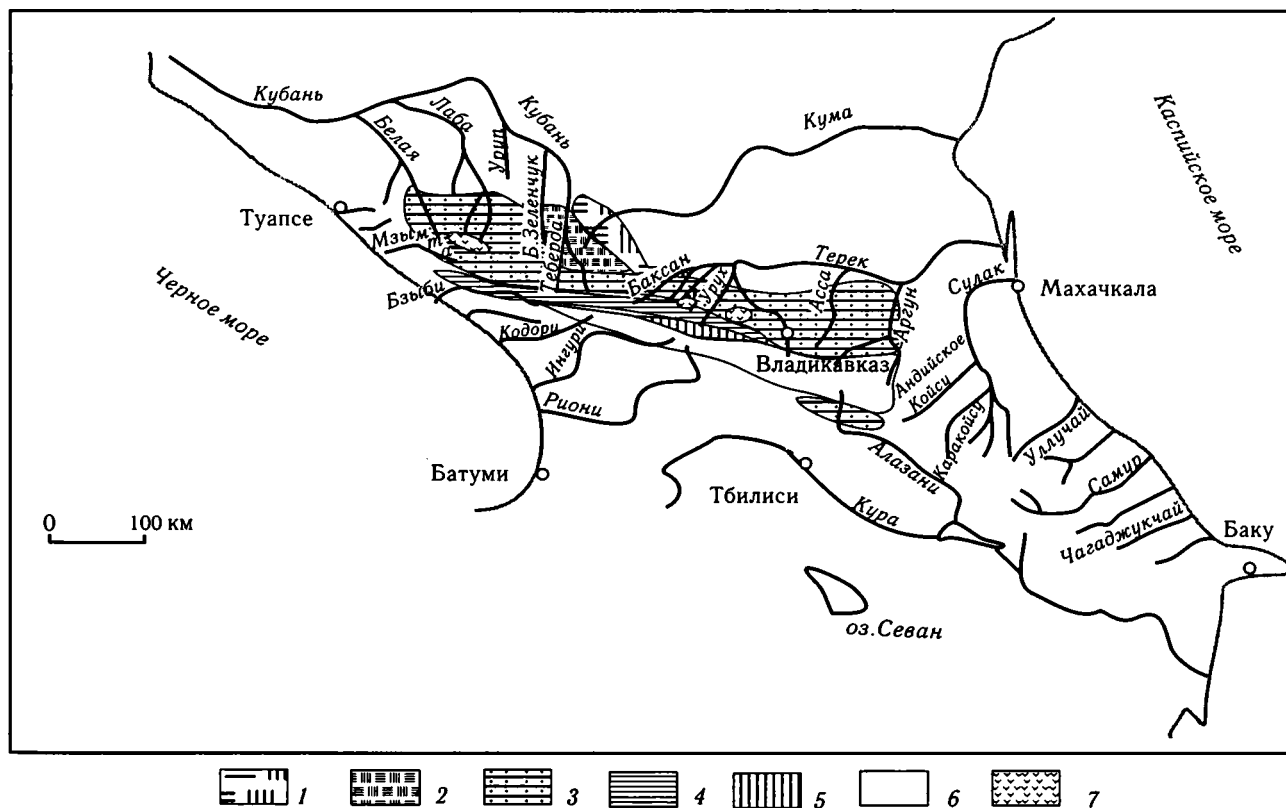 Кубань
Лаба
Белая
Уруп
Кубань
Б.Зеленчук
Теберда
Кума
Каспийское море
Туапсе
Мзымта
Бзыби
Черное море
Кодори
Ингури
Риони
Баксан
Урух
Терек
Асса
Аргун
Сулак
Махачкала
Владикавказ
Андийское
Койсу
Каракойсу
Уллучай
Самур
Чагаджукчай
Алазани
Батуми
Тбилиси
Кура
Баку
оз.Севан
0 100 км
1 2 3 4 5 6 7